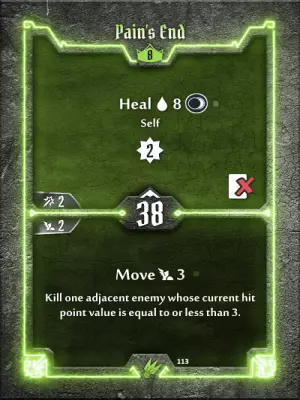 Pain's End
8
Heal 8
Self
2
2
38
2
Move 3
Kill one adjacent enemy whose current hit
point value is equal to or less than 3.
113